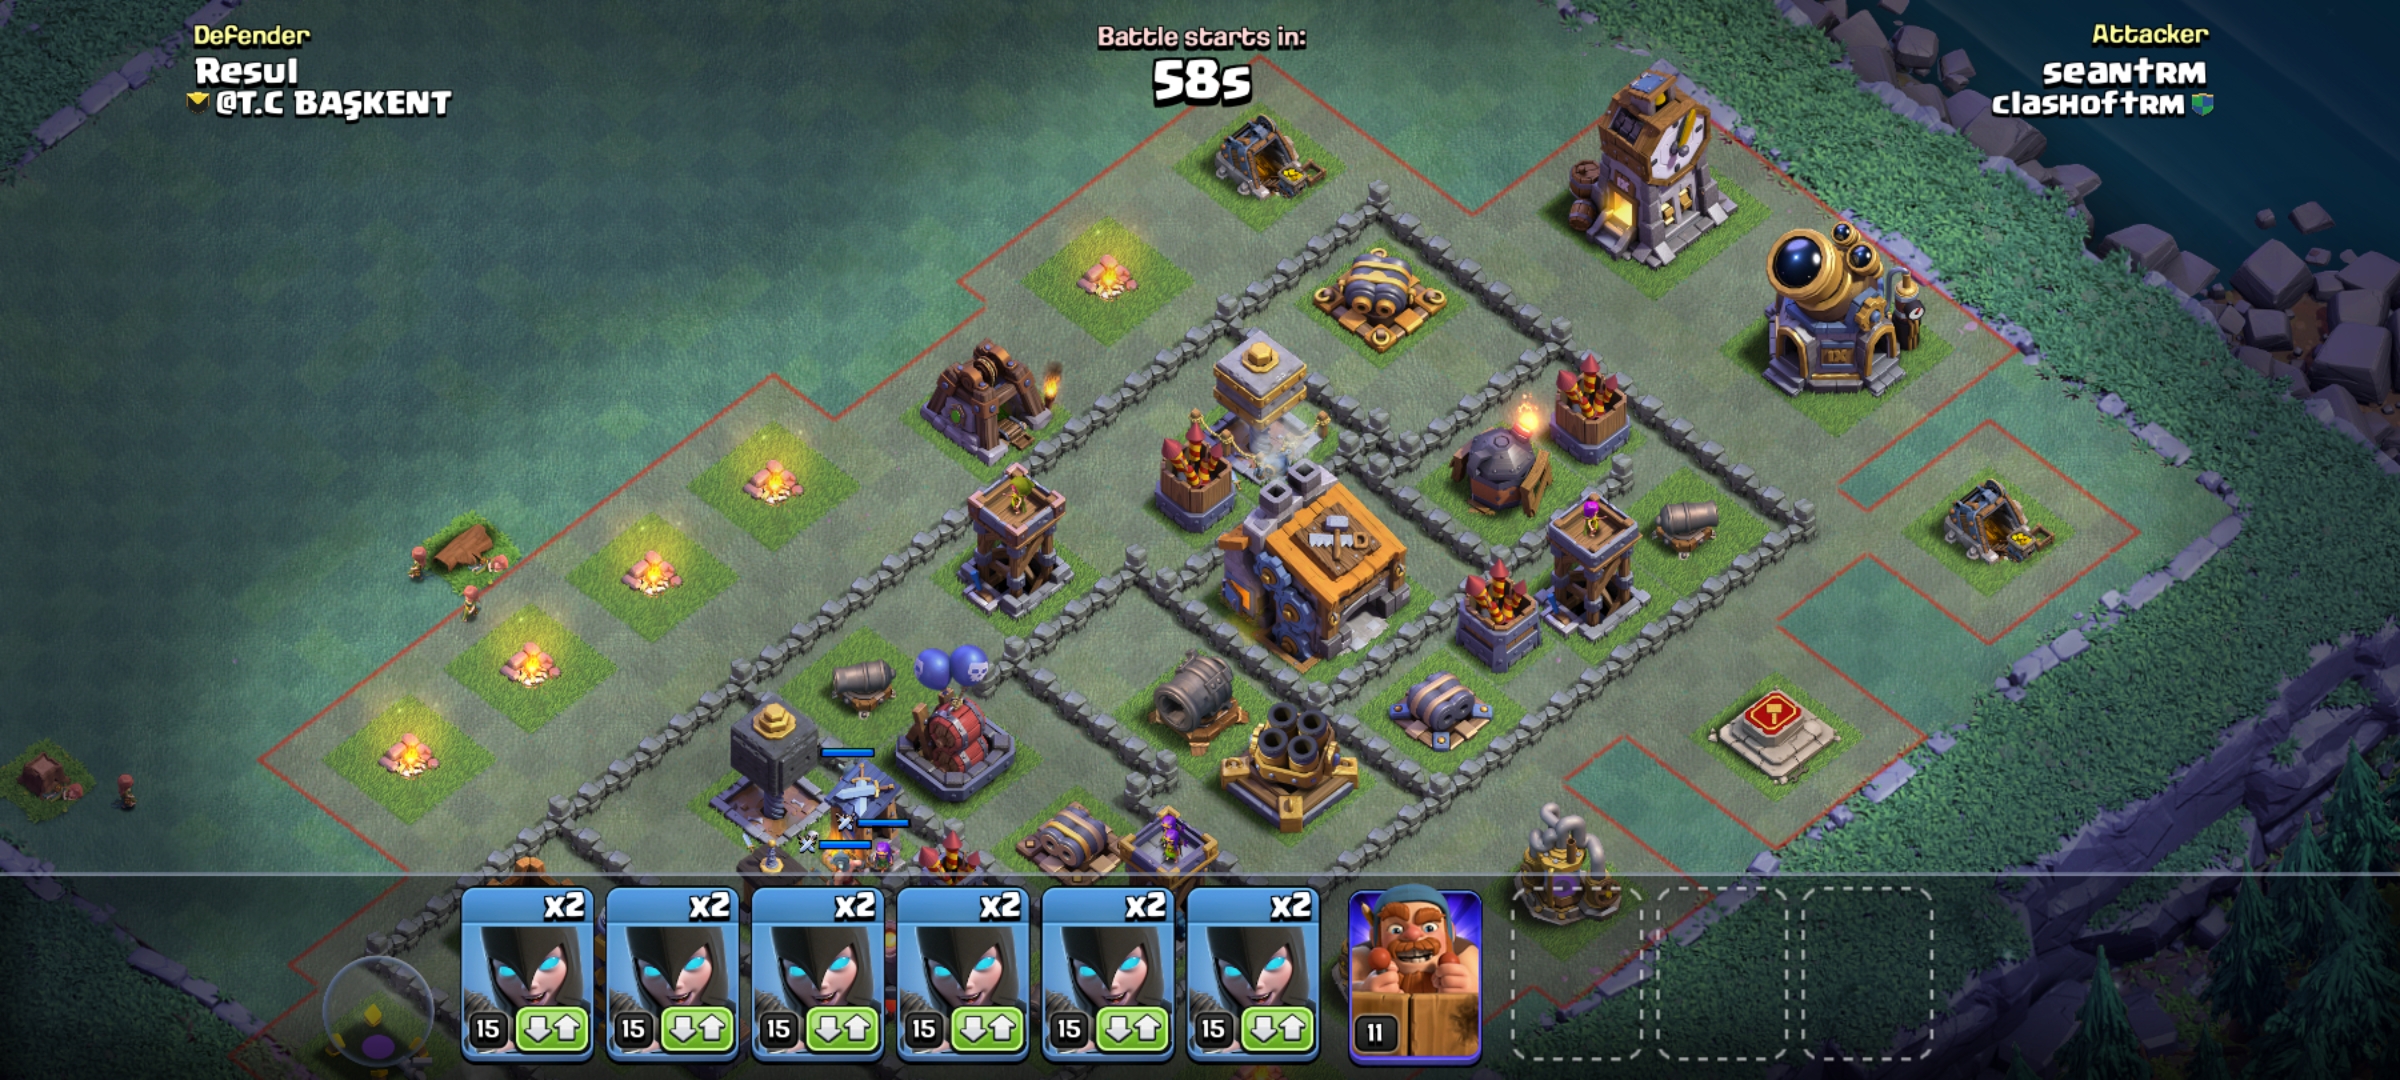 Defender
Resul
@T.C BAŞKENT
Battle starts in:
58s
Attacker
seantRM
clashoftRM
x2
x2
x2
x2
x2
x2
15
15
15
15
15
15
11